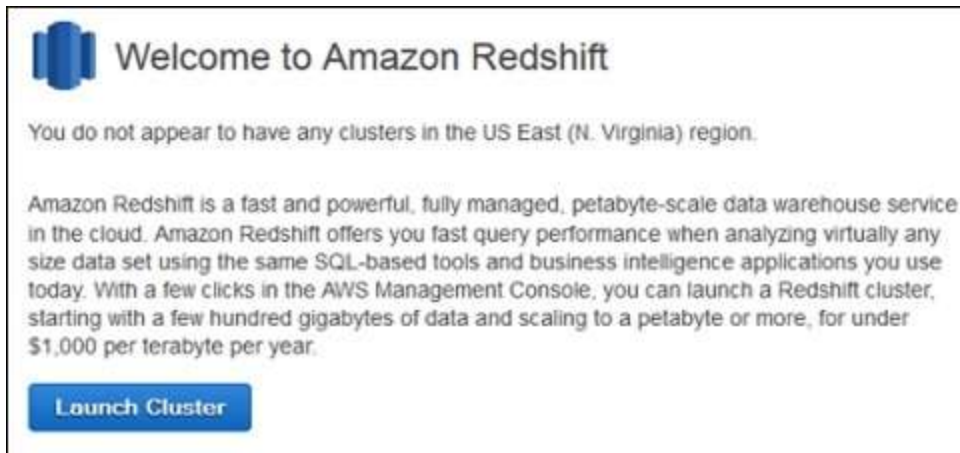 Welcome to Amazon Redshift
You do not appear to have any clusters in the US East (N. Virginia) region.
Amazon Redshift is a fast and powerful, fully managed, petabyte-scale data warehouse service
in the cloud. Amazon Redshift offers you fast query performance when analyzing virtually any
size data set using the same SQL-based tools and business intelligence applications you use
today. With a few clicks in the AWS Management Console, you can launch a Redshift cluster,
starting with a few hundred gigabytes of data and scaling to a petabyte or more, for under
$1,000 per terabyte per year.
Launch Cluster